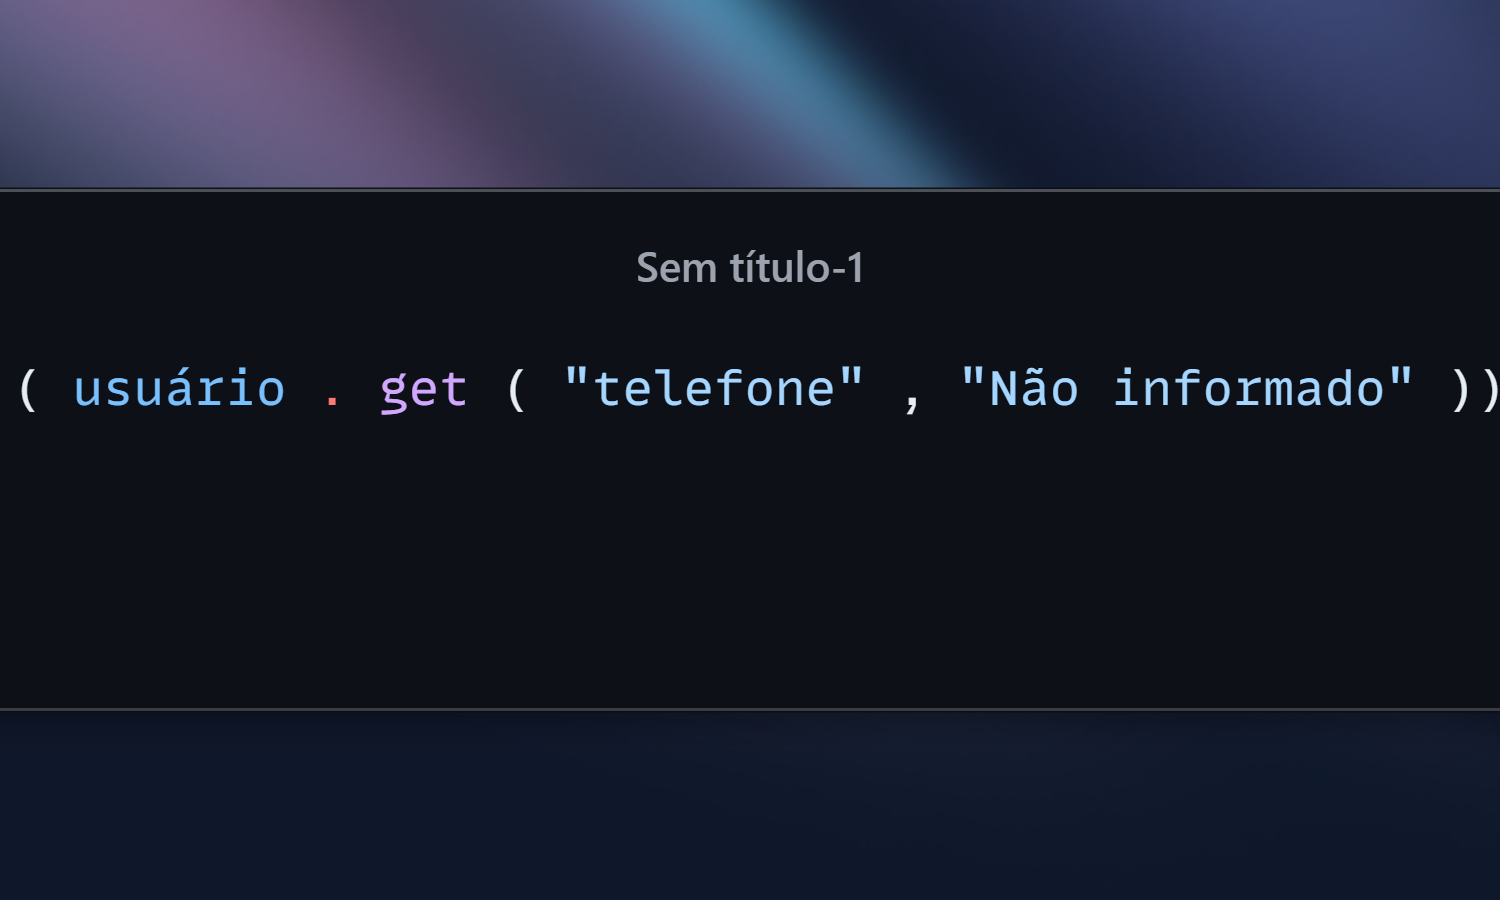 Sem título-1
( usuário . get ( "telefone" , "Não informado" ))